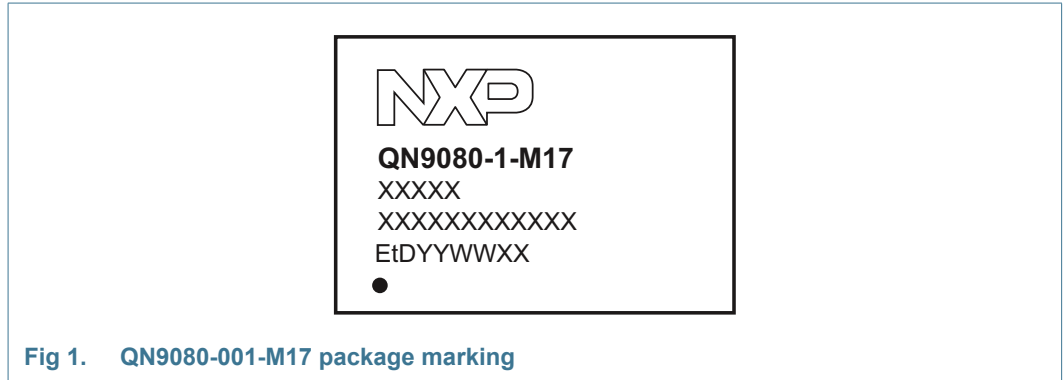 NXP
QN9080-1-M17
XXXXX
XXXXXXXXXXXX
EtDYYWWXX
Fig 1. QN9080-001-M17 package marking